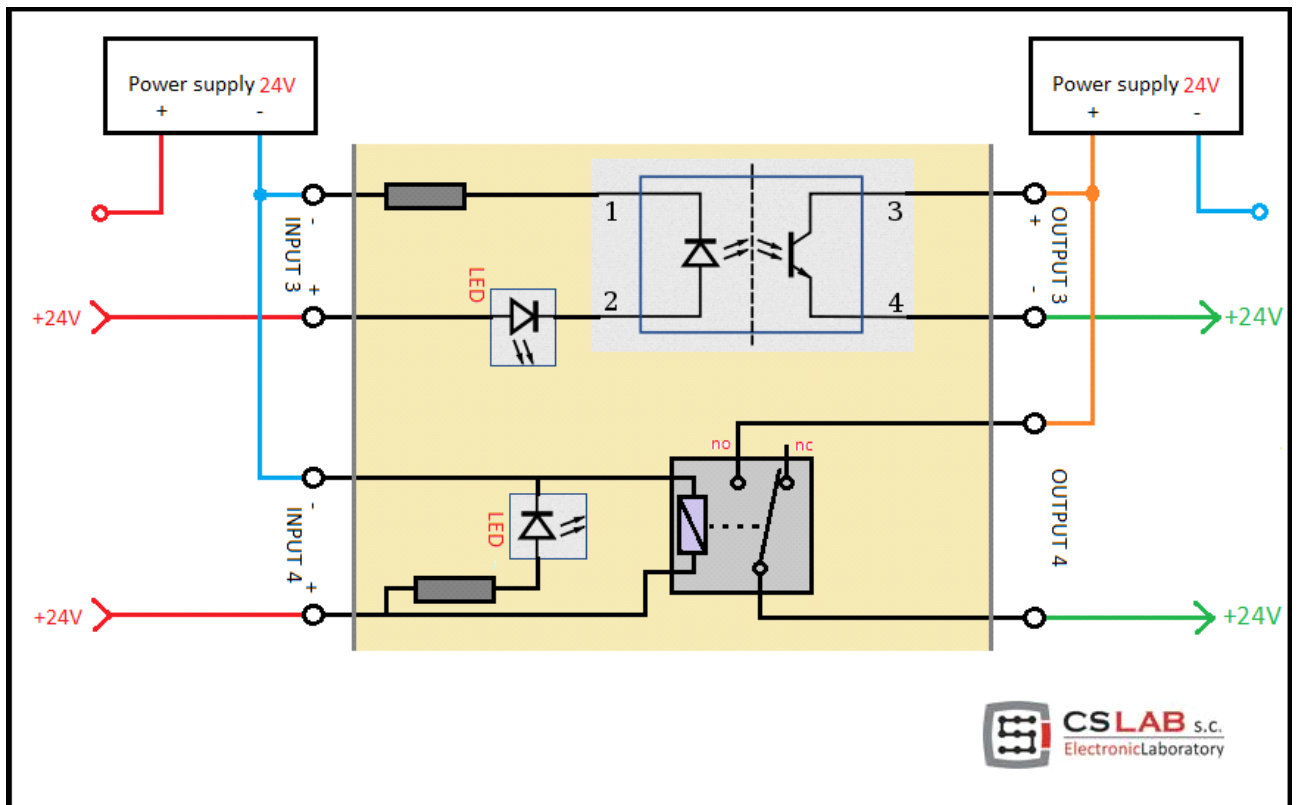 Power supply 24V
+ -
Power supply 24V
+ -
- INPUT 3 +
+24V
LED
1
2
3
4
+ OUTPUT 3 -
+24V
no
nc
- INPUT 4 +
+24V
LED
OUTPUT 4
+24V
CSLAB s.c.
ElectronicLaboratory